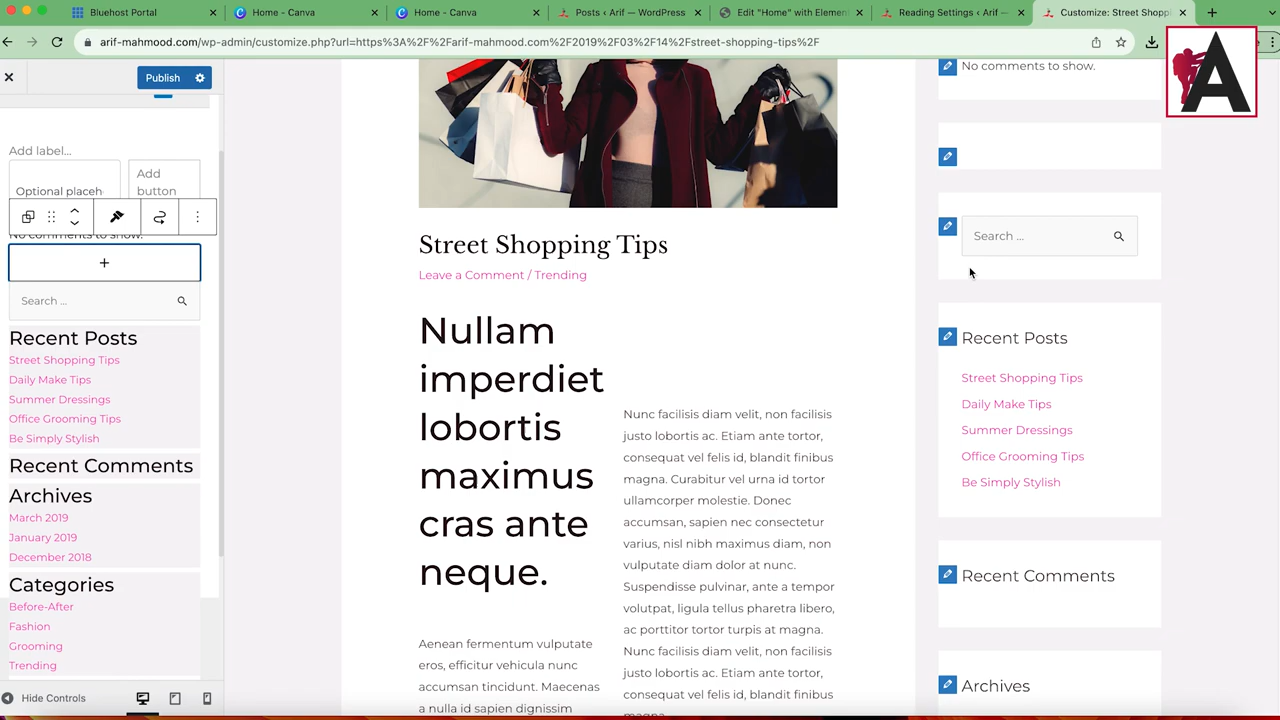 Bluehost Portal
Home - Canva
Home - Canva
Posts ‹ Arif — WordPress
Edit "Home" with Elemen
Reading Settings ‹ Arif —
Customize: Street Shoppi
arif-mahmood.com/wp-admin/customize.php?url=https%3A%2F%2Farif-mahmood.com%2F2019%2F03%2F14%2Fstreet-shopping-tips%2F
A
Publish
Add label...
Optional placeh
Add button
No comments to show.
Search ...
Recent Posts
Street Shopping Tips
Daily Make Tips
Summer Dressings
Office Grooming Tips
Be Simply Stylish
Recent Comments
Archives
March 2019
January 2019
December 2018
Categories
Before-After
Fashion
Grooming
Trending
Hide Controls
Street Shopping Tips
Leave a Comment / Trending
Nullam
imperdiet
lobortis
maximus
cras ante
neque.
Aenean fermentum vulputate
eros, efficitur vehicula nunc
accumsan tincidunt. Maecenas
a nulla id sapien dignissim
Nunc facilisis diam velit, non facilisis
justo lobortis ac. Etiam ante tortor,
consequat vel felis id, blandit finibus
magna. Curabitur vel urna id tortor
ullamcorper molestie. Donec
accumsan, sapien nec consectetur
varius, nisl nibh maximus diam, non
vulputate diam dolor at nunc.
Suspendisse pulvinar, ante a tempor
volutpat, ligula tellus pharetra libero,
ac porttitor tortor turpis at magna.
Nunc facilisis diam velit, non facilisis
justo lobortis ac. Etiam ante tortor,
consequat vel felis id, blandit finibus
magna.
No comments to show.
Search ...
Recent Posts
Street Shopping Tips
Daily Make Tips
Summer Dressings
Office Grooming Tips
Be Simply Stylish
Recent Comments
Archives